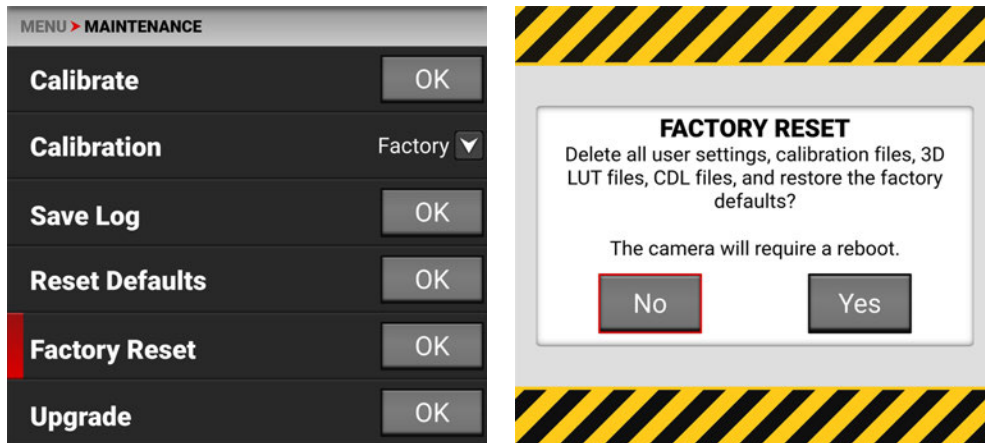 MENU > MAINTENANCE
Calibrate OK
Calibration Factory
Save Log OK
Reset Defaults OK
Factory Reset OK
Upgrade OK
FACTORY RESET
Delete all user settings, calibration files, 3D
LUT files, CDL files, and restore the factory
defaults?
The camera will require a reboot.
No Yes